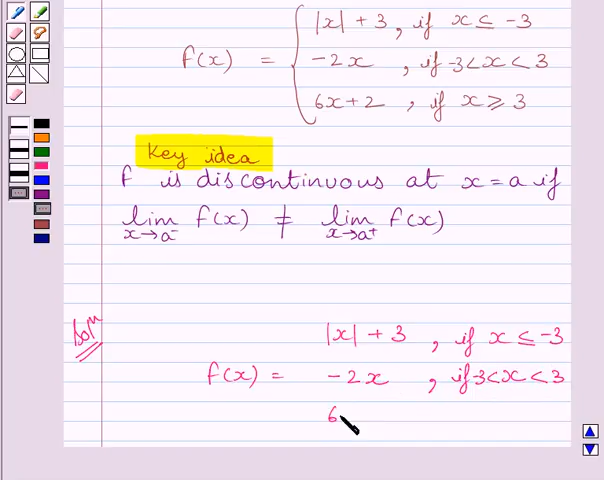 |x| + 3 , if x ≤ -3
f(x) = -2x , if -3<x<3
6x+2 , if x ⩾ 3
Key idea
f is discontinuous at x=a if
lim x→a⁻ f(x) ≠ lim x→a⁺ f(x)
Solⁿ
|x| + 3 , if x ≤ -3
f(x) = -2x , if -3<x<3
6